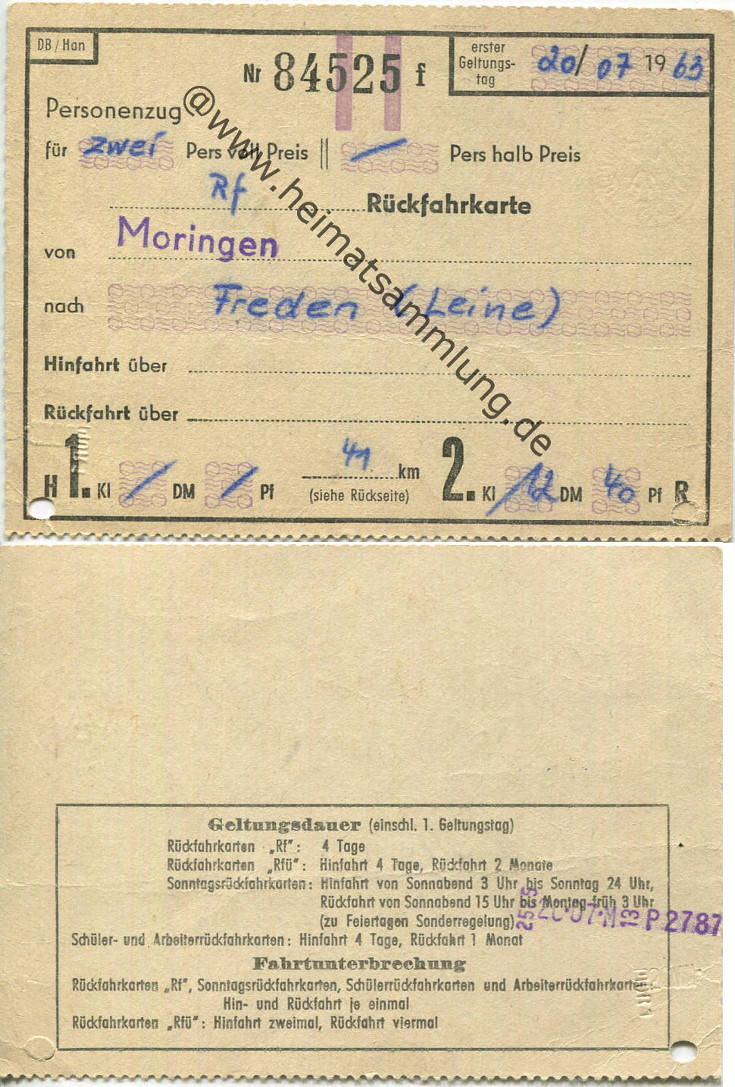 DB / Han
Nr 84525 f
erster Geltungs- tag 20/07 1963
Personenzug
für zwei Pers voll Preis || / Pers halb Preis
Rf Rückfahrkarte
von Moringen
nach Freden (Leine)
Hinfahrt über
Rückfahrt über
H 1. Kl / DM / Pf 41 km (siehe Rückseite) 2. Kl /12 DM 40 Pf R
@www.heimatsammlung.de
Geltungsdauer (einschl. 1. Geltungstag)
Rückfahrkarten „Rf": 4 Tage
Rückfahrkarten „Rfü": Hinfahrt 4 Tage, Rückfahrt 2 Monate
Sonntagsrückfahrkarten: Hinfahrt von Sonnabend 3 Uhr bis Sonntag 24 Uhr,
Rückfahrt von Sonnabend 15 Uhr bis Montag früh 3 Uhr
(zu Feiertagen Sonderregelung)
P 2787
Schüler- und Arbeiterrückfahrkarten: Hinfahrt 4 Tage, Rückfahrt 1 Monat
Fahrtunterbrechung
Rückfahrkarten „Rf", Sonntagsrückfahrkarten, Schülerrückfahrkarten und Arbeiterrückfahrkarten
Hin- und Rückfahrt je einmal
Rückfahrkarten „Rfü": Hinfahrt zweimal, Rückfahrt viermal